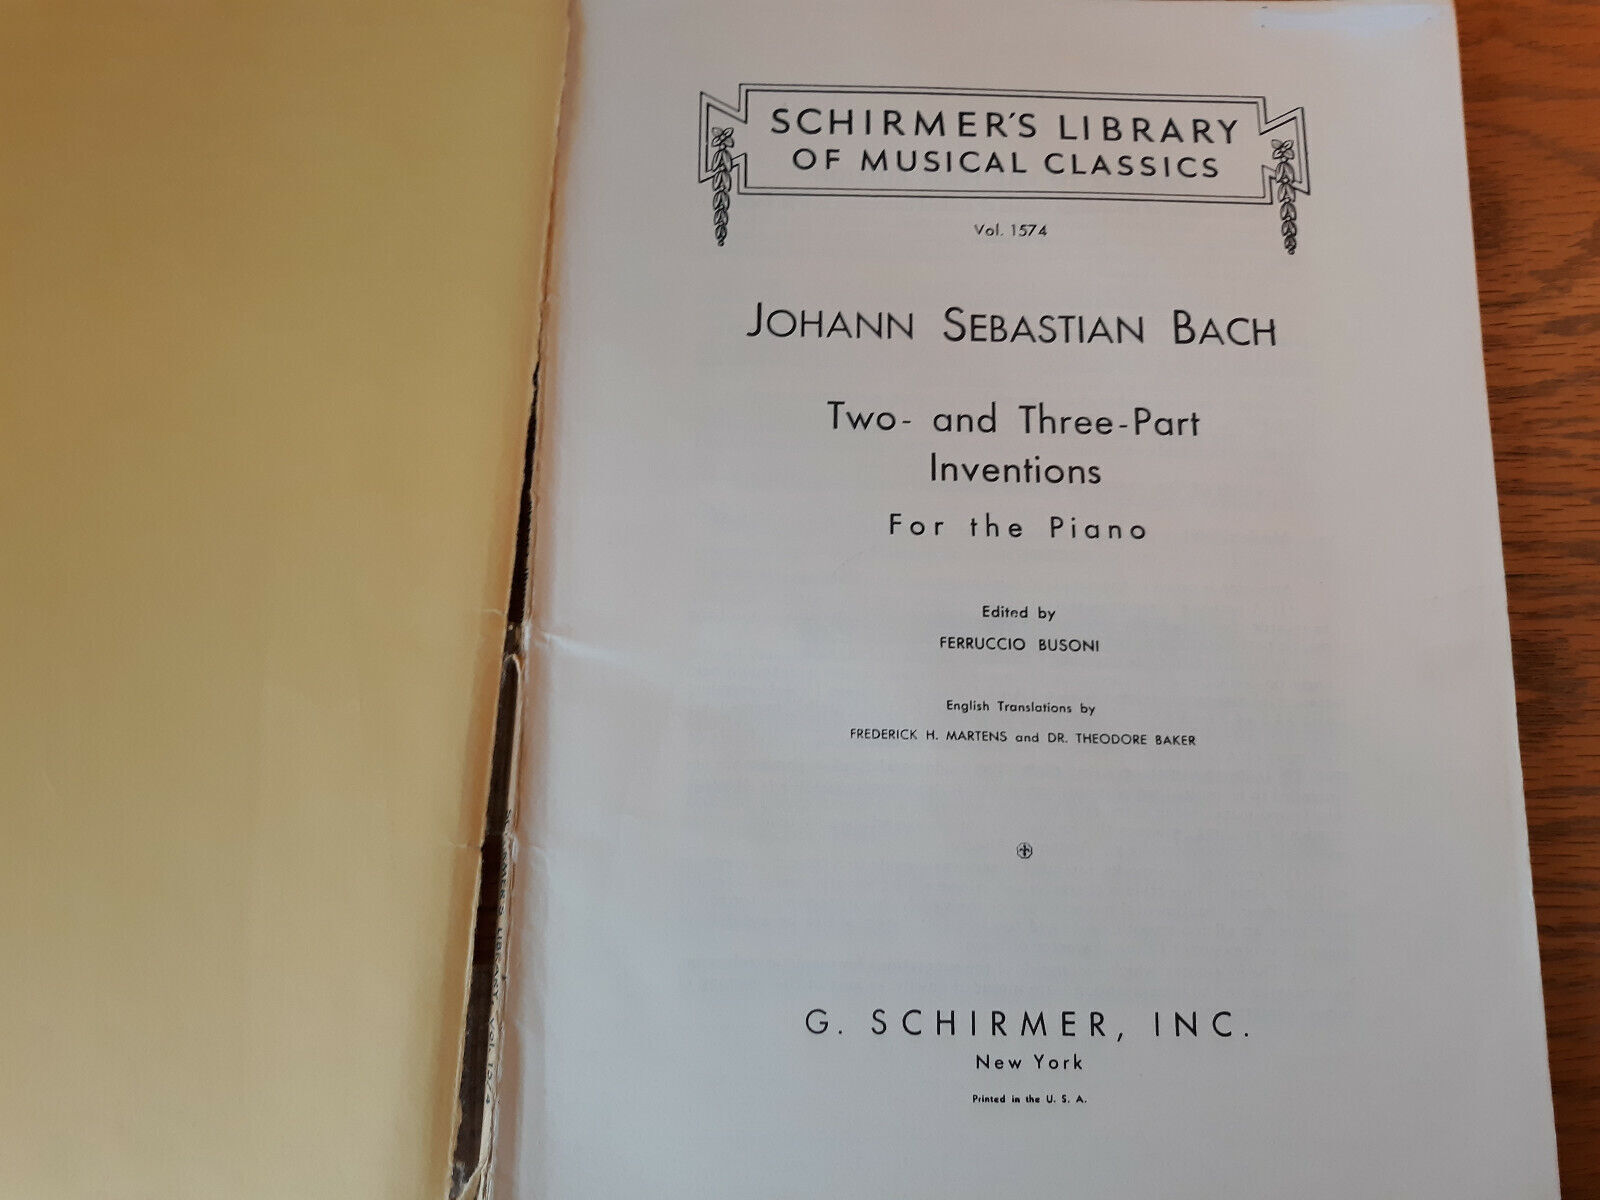 SCHIRMER'S LIBRARY
OF MUSICAL CLASSICS
Vol. 1574
JOHANN SEBASTIAN BACH
Two- and Three-Part
Inventions
For the Piano
Edited by
FERRUCCIO BUSONI
English Translations by
FREDERICK H. MARTENS and DR. THEODORE BAKER
G. SCHIRMER, INC.
New York
Printed in the U. S. A.
LIBRARY